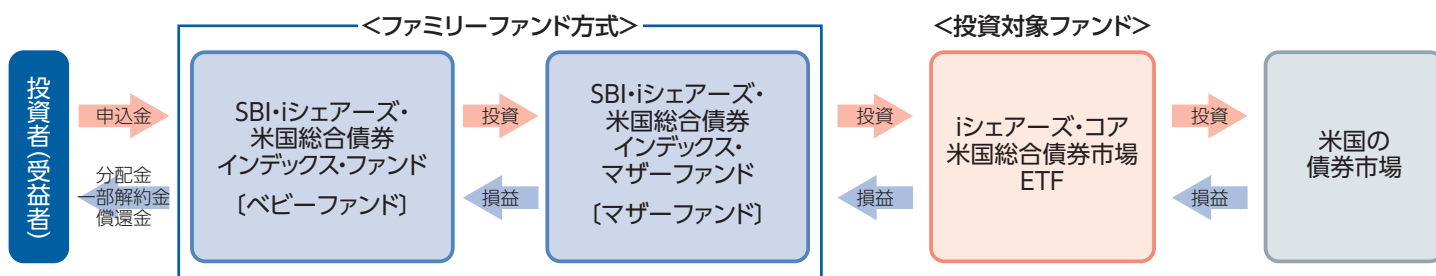 <ファミリーファンド方式>
<投資対象ファンド>
投資者(受益者)
申込金
分配金
一部解約金
償還金
SBI・iシェアーズ・
米国総合債券
インデックス・ファンド
〔ベビーファンド〕
投資
損益
SBI・iシェアーズ・
米国総合債券
インデックス・
マザーファンド
〔マザーファンド〕
投資
損益
iシェアーズ・コア
米国総合債券市場
ETF
投資
損益
米国の
債券市場